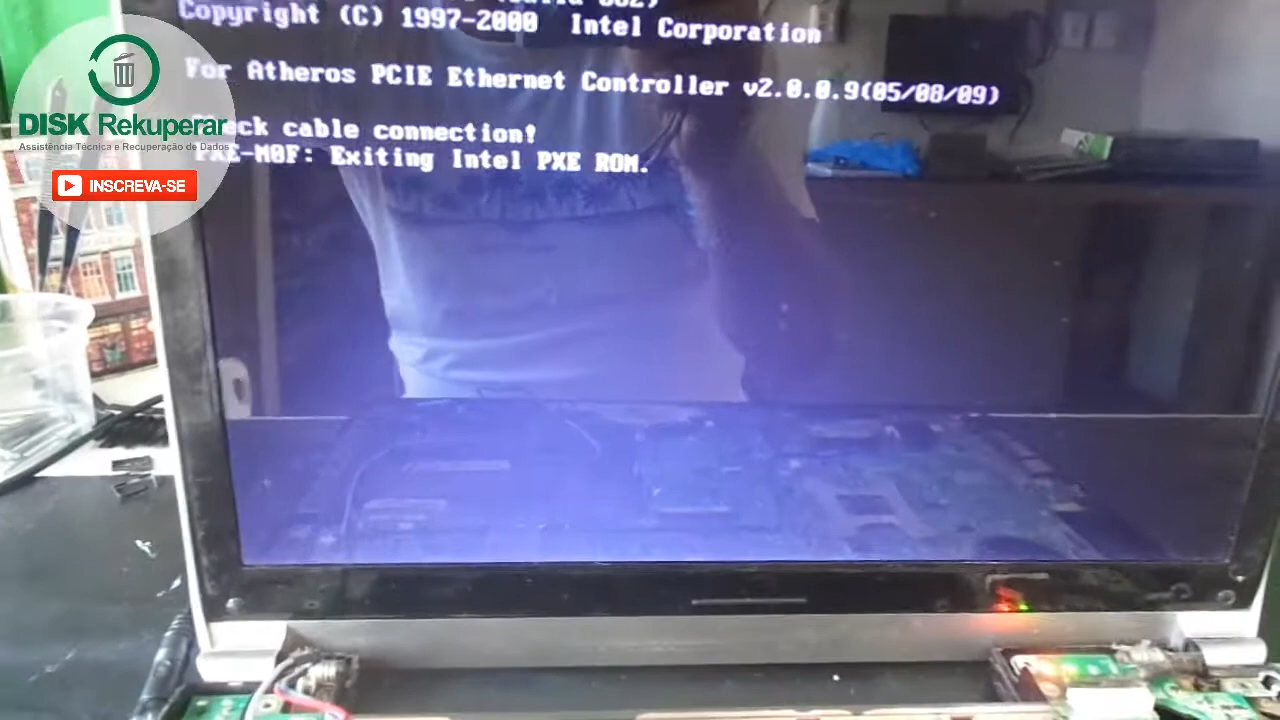 Copyright (C) 1997-2000 Intel Corporation
For Atheros PCIE Ethernet Controller v2.0.0.9(05/08/09)
Check cable connection!
PXE-M0F: Exiting Intel PXE ROM.
DISK Rekuperar
Assistência Técnica e Recuperação de Dados
INSCREVA-SE